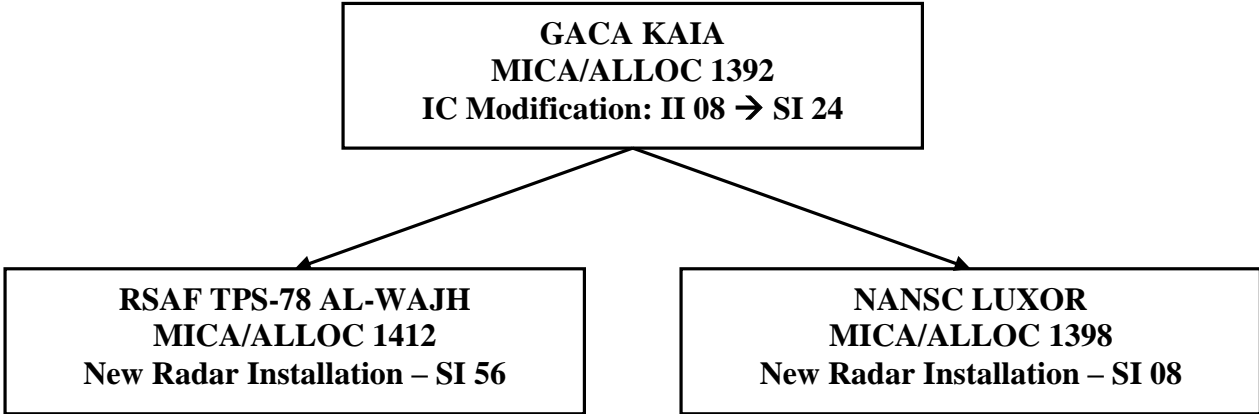 GACA KAIA
MICA/ALLOC 1392
IC Modification: II 08 → SI 24
RSAF TPS-78 AL-WAJH
MICA/ALLOC 1412
New Radar Installation – SI 56
NANSC LUXOR
MICA/ALLOC 1398
New Radar Installation – SI 08